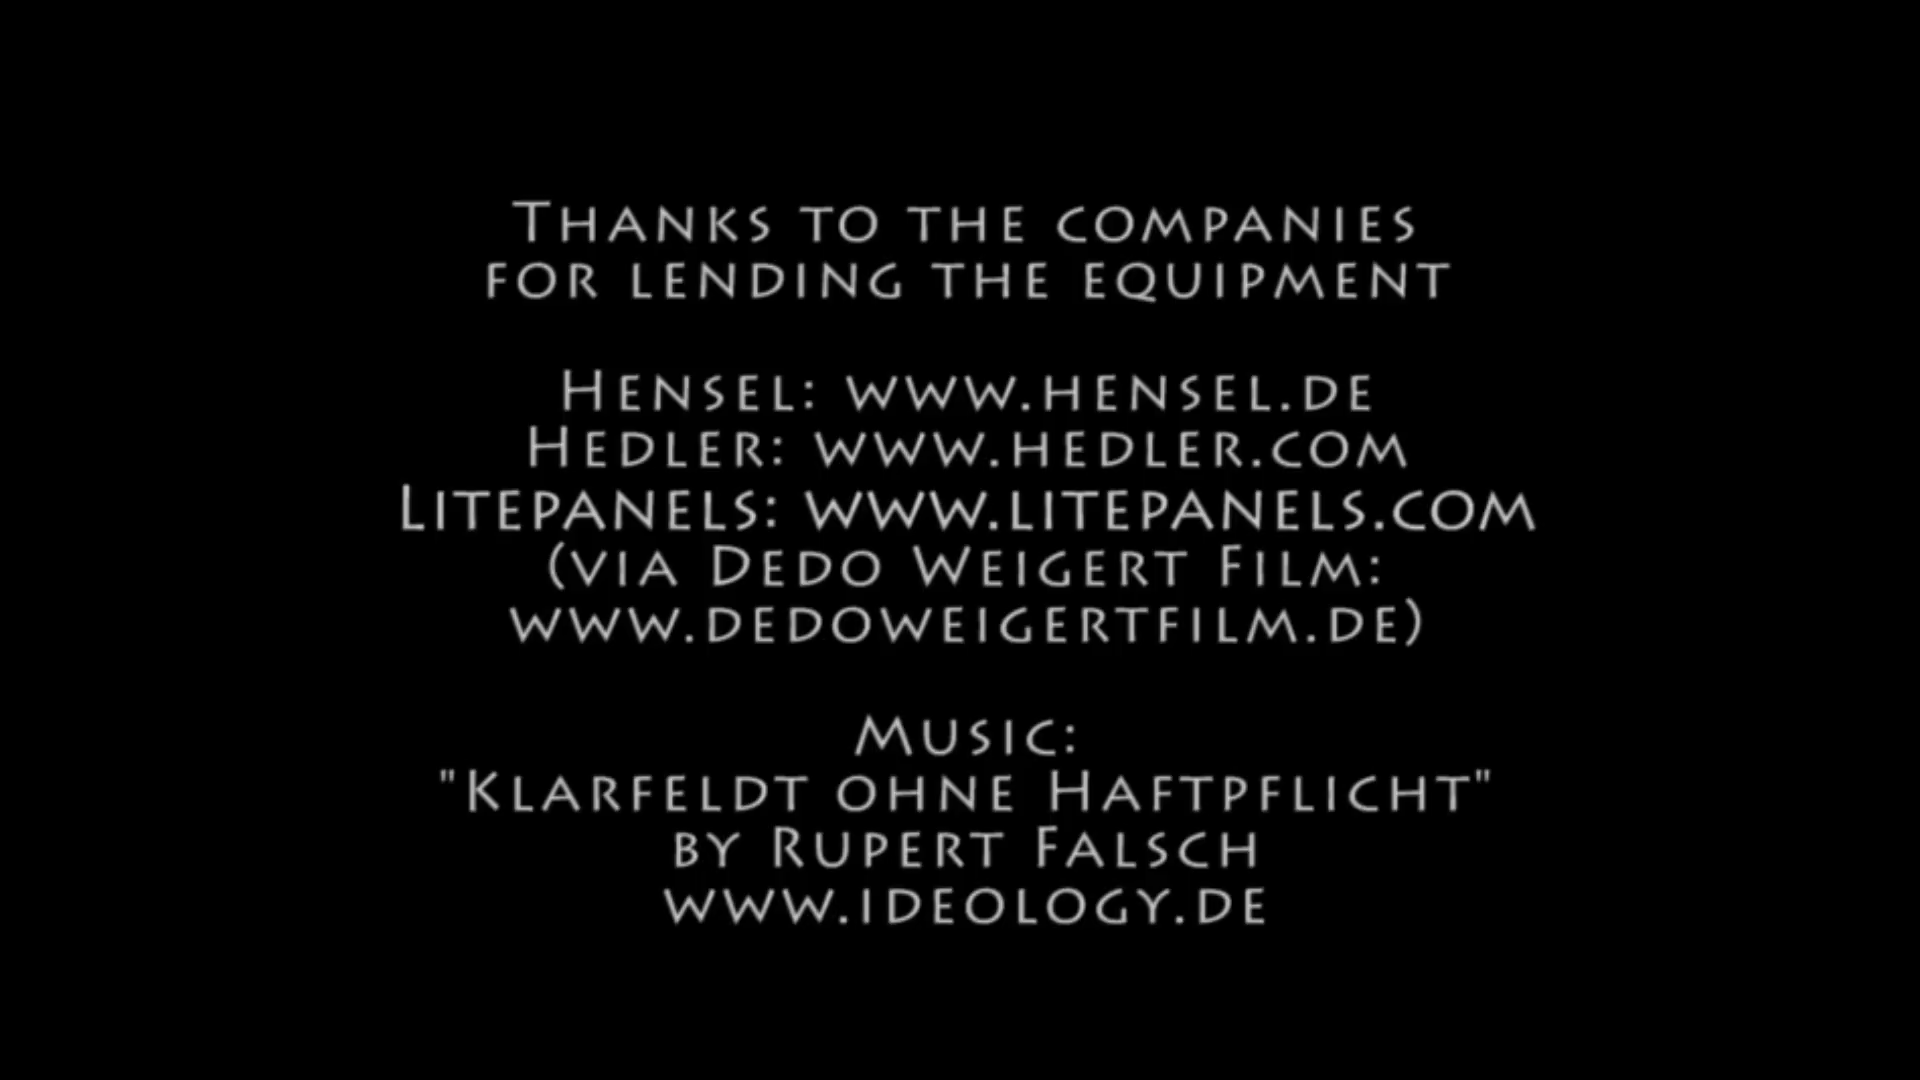 Thanks to the companies
for lending the equipment
Hensel: www.hensel.de
Hedler: www.hedler.com
Litepanels: www.litepanels.com
(via Dedo Weigert Film:
www.dedoweigertfilm.de)
Music:
"Klarfeldt ohne Haftpflicht"
by Rupert Falsch
www.ideology.de